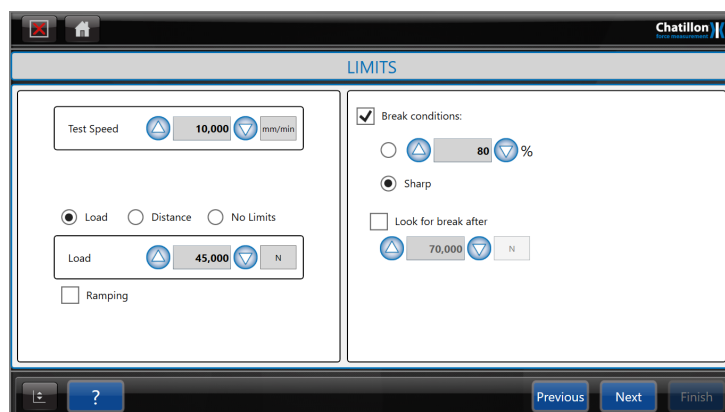 Chatillon
force measurement
LIMITS
Test Speed 10,000 mm/min
Load Distance No Limits
Load 45,000 N
Ramping
Break conditions:
80 %
Sharp
Look for break after
70,000 N
? Previous Next Finish